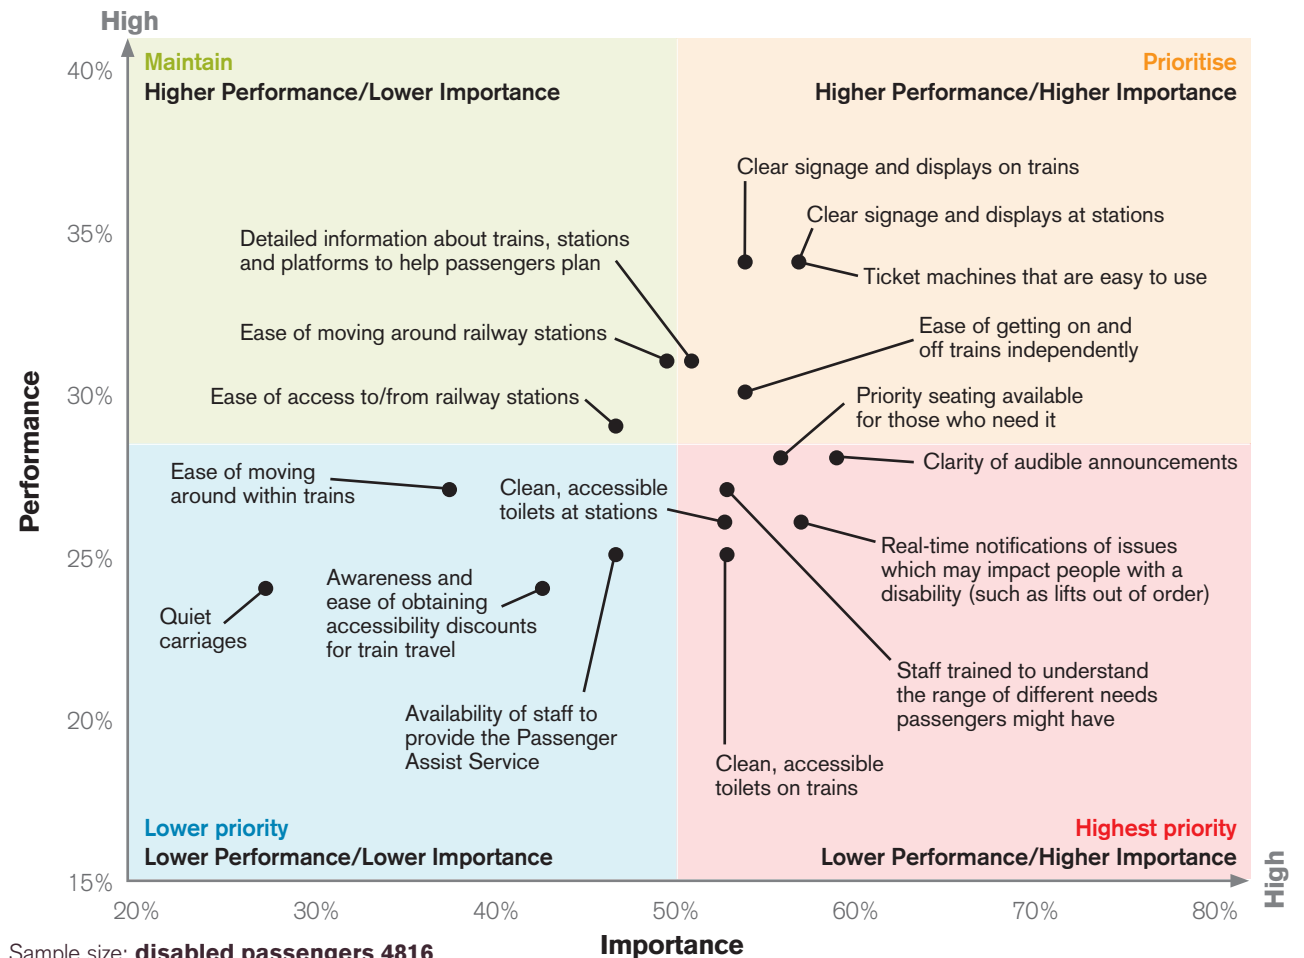 High
Maintain
Higher Performance/Lower Importance
Prioritise
Higher Performance/Higher Importance
40%
35%
30%
25%
20%
15%
Performance
Clear signage and displays on trains
Clear signage and displays at stations
Detailed information about trains, stations
and platforms to help passengers plan
Ticket machines that are easy to use
Ease of moving around railway stations
Ease of getting on and
off trains independently
Ease of access to/from railway stations
Priority seating available
for those who need it
Ease of moving
around within trains
Clean, accessible
toilets at stations
Clarity of audible announcements
Real-time notifications of issues
which may impact people with a
disability (such as lifts out of order)
Quiet
carriages
Awareness and
ease of obtaining
accessibility discounts
for train travel
Staff trained to understand
the range of different needs
passengers might have
Availability of staff to
provide the Passenger
Assist Service
Clean, accessible
toilets on trains
Lower priority
Lower Performance/Lower Importance
Highest priority
Lower Performance/Higher Importance
High
20%
30%
40%
50%
60%
70%
80%
Importance
Sample size: disabled passengers 4816